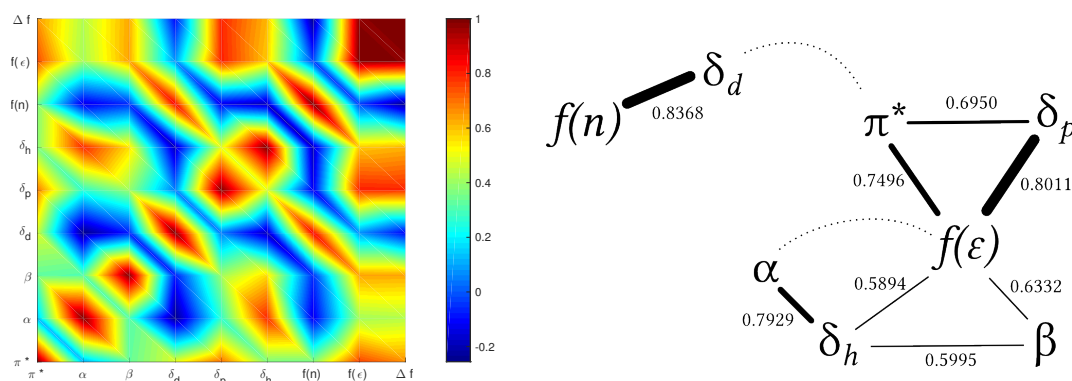 Δ f
f( ε )
f(n)
δh
δp
δd
β
α
π *
π *
α
β
δd
δp
δh
f(n)
f( ε )
Δ f
1
0.8
0.6
0.4
0.2
0
-0.2
f(n)
δd
0.8368
π*
0.6950
δp
0.7496
0.8011
f(ε)
α
0.7929
0.5894
0.6332
δh
0.5995
β